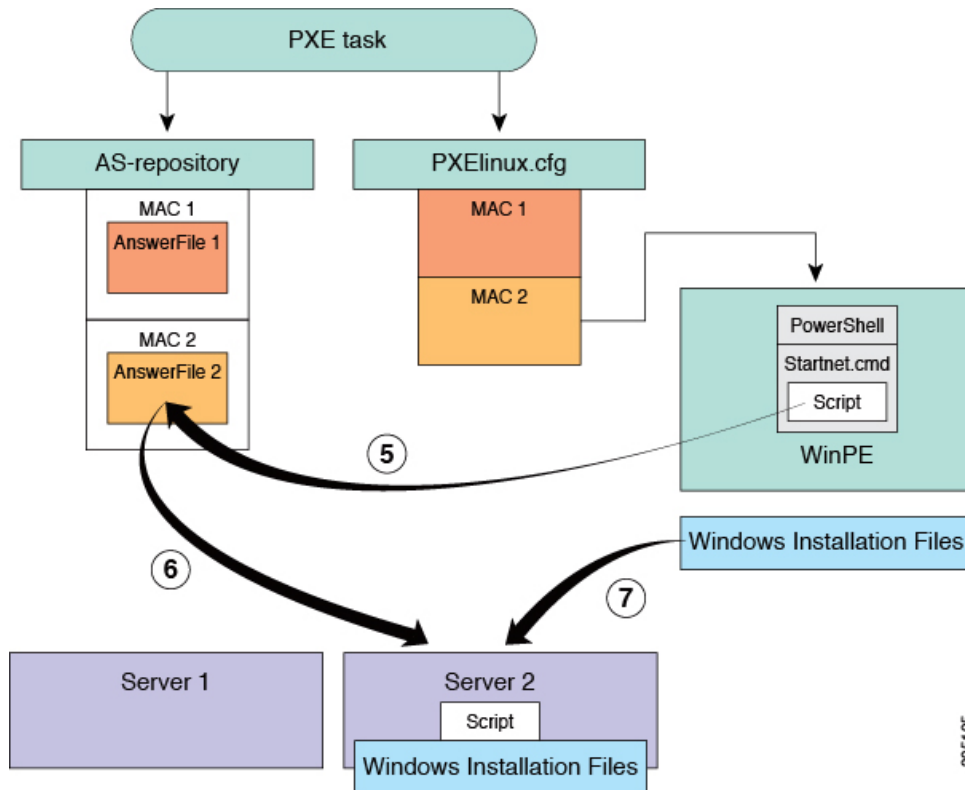 PXE task
AS-repository
PXElinux.cfg
MAC 1
AnswerFile 1
MAC 1
MAC 2
AnswerFile 2
MAC 2
PowerShell
Startnet.cmd
Script
WinPE
5
Windows Installation Files
6
7
Server 1
Server 2
Script
Windows Installation Files